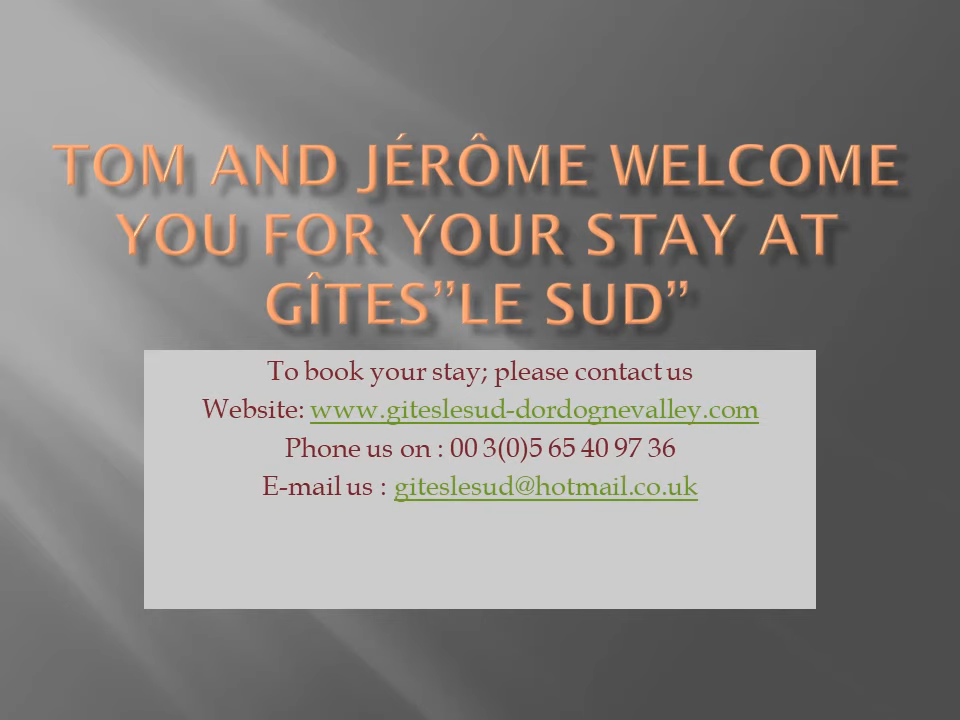 TOM AND JÉRÔME WELCOME
YOU FOR YOUR STAY AT
GÎTES”LE SUD”
To book your stay; please contact us
Website: www.giteslesud-dordognevalley.com
Phone us on : 00 3(0)5 65 40 97 36
E-mail us : giteslesud@hotmail.co.uk